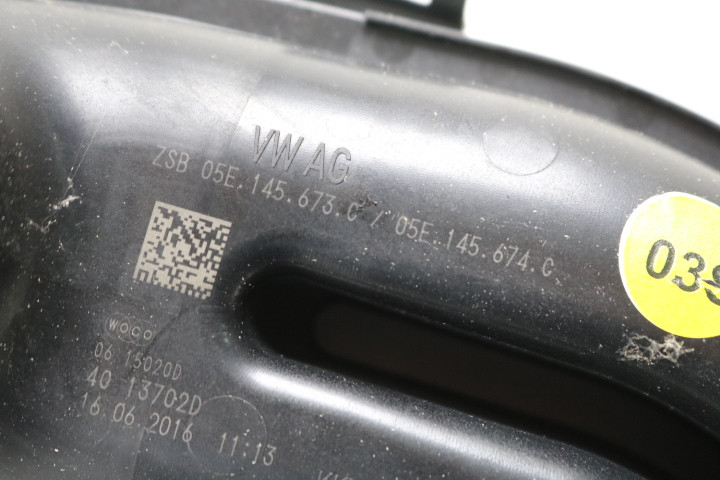 VW AG
ZSB 05E.145.673.C / 05E.145.674.C
039
WOCO
06 15020D
40 13702D
16.06.2016 11:13